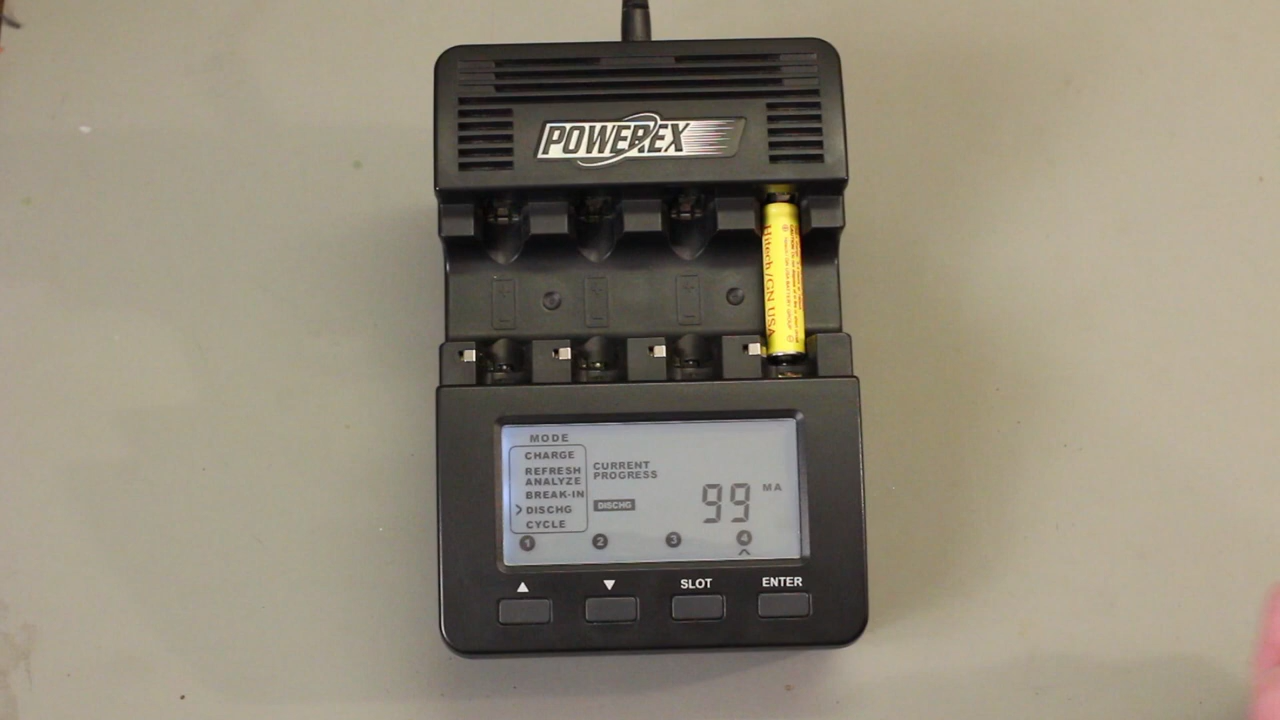 POWEREX
Hitech/GN USA
MODE
CHARGE
REFRESH
ANALYZE
BREAK-IN
DISCHG
CYCLE
CURRENT
PROGRESS
DISCHG
99 MA
1 2 3 4
SLOT ENTER